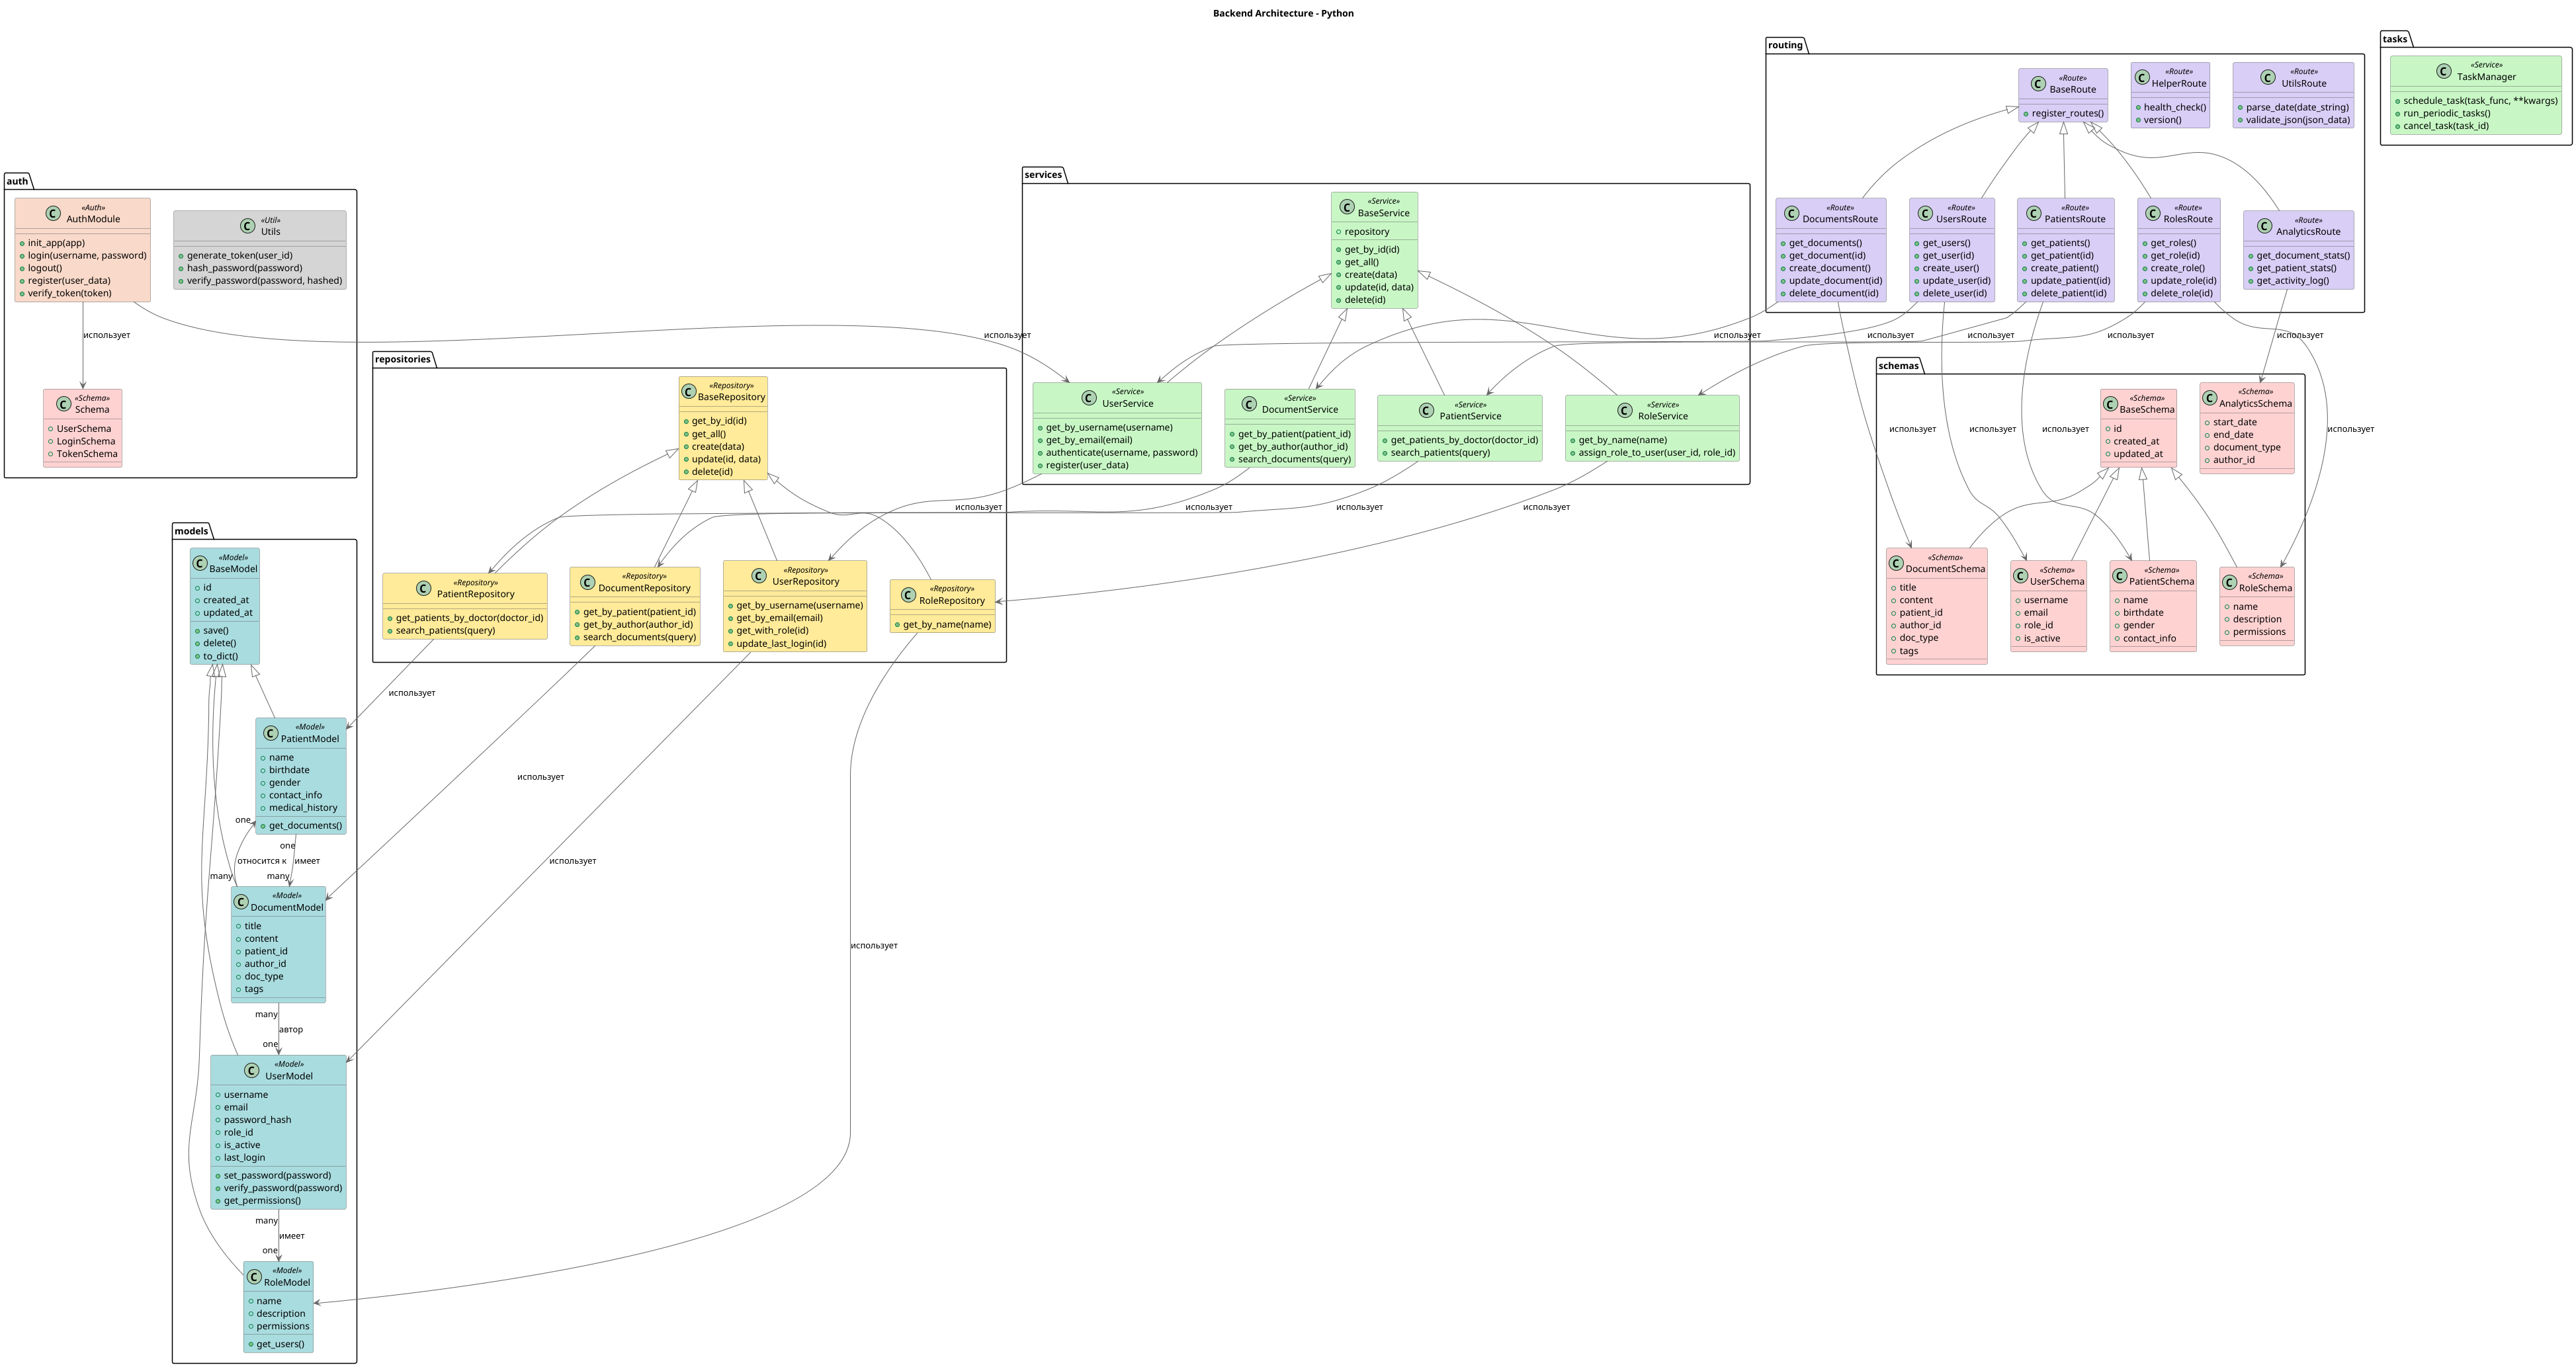 Backend Architecture - Python
routing
«Route»
BaseRoute
register_routes()
«Route»
HelperRoute
health_check()
version()
«Route»
UtilsRoute
parse_date(date_string)
validate_json(json_data)
«Route»
DocumentsRoute
get_documents()
get_document(id)
create_document()
update_document(id)
delete_document(id)
«Route»
UsersRoute
get_users()
get_user(id)
create_user()
update_user(id)
delete_user(id)
«Route»
PatientsRoute
get_patients()
get_patient(id)
create_patient()
update_patient(id)
delete_patient(id)
«Route»
RolesRoute
get_roles()
get_role(id)
create_role()
update_role(id)
delete_role(id)
«Route»
AnalyticsRoute
get_document_stats()
get_patient_stats()
get_activity_log()
tasks
«Service»
TaskManager
schedule_task(task_func, **kwargs)
run_periodic_tasks()
cancel_task(task_id)
auth
«Auth»
AuthModule
init_app(app)
login(username, password)
logout()
register(user_data)
verify_token(token)
«Util»
Utils
generate_token(user_id)
hash_password(password)
verify_password(password, hashed)
использует
«Schema»
Schema
UserSchema
LoginSchema
TokenSchema
services
«Service»
BaseService
repository
get_by_id(id)
get_all()
create(data)
update(id, data)
delete(id)
использует
использует
использует
использует
использует
использует
«Service»
UserService
get_by_username(username)
get_by_email(email)
authenticate(username, password)
register(user_data)
«Service»
DocumentService
get_by_patient(patient_id)
get_by_author(author_id)
search_documents(query)
«Service»
PatientService
get_patients_by_doctor(doctor_id)
search_patients(query)
«Service»
RoleService
get_by_name(name)
assign_role_to_user(user_id, role_id)
schemas
«Schema»
BaseSchema
id
created_at
updated_at
«Schema»
AnalyticsSchema
start_date
end_date
document_type
author_id
использует
использует
использует
использует
«Schema»
DocumentSchema
title
content
patient_id
author_id
doc_type
tags
«Schema»
UserSchema
username
email
role_id
is_active
«Schema»
PatientSchema
name
birthdate
gender
contact_info
«Schema»
RoleSchema
name
description
permissions
repositories
«Repository»
BaseRepository
get_by_id(id)
get_all()
create(data)
update(id, data)
delete(id)
использует
использует
использует
использует
«Repository»
PatientRepository
get_patients_by_doctor(doctor_id)
search_patients(query)
«Repository»
DocumentRepository
get_by_patient(patient_id)
get_by_author(author_id)
search_documents(query)
«Repository»
UserRepository
get_by_username(username)
get_by_email(email)
get_with_role(id)
update_last_login(id)
«Repository»
RoleRepository
get_by_name(name)
models
«Model»
BaseModel
id
created_at
updated_at
save()
delete()
to_dict()
использует
«Model»
PatientModel
name
birthdate
gender
contact_info
medical_history
get_documents()
использует
one
one
относится к
имеет
many
many
использует
«Model»
DocumentModel
title
content
patient_id
author_id
doc_type
tags
использует
many
автор
one
«Model»
UserModel
username
email
password_hash
role_id
is_active
last_login
set_password(password)
verify_password(password)
get_permissions()
many
имеет
one
«Model»
RoleModel
name
description
permissions
get_users()